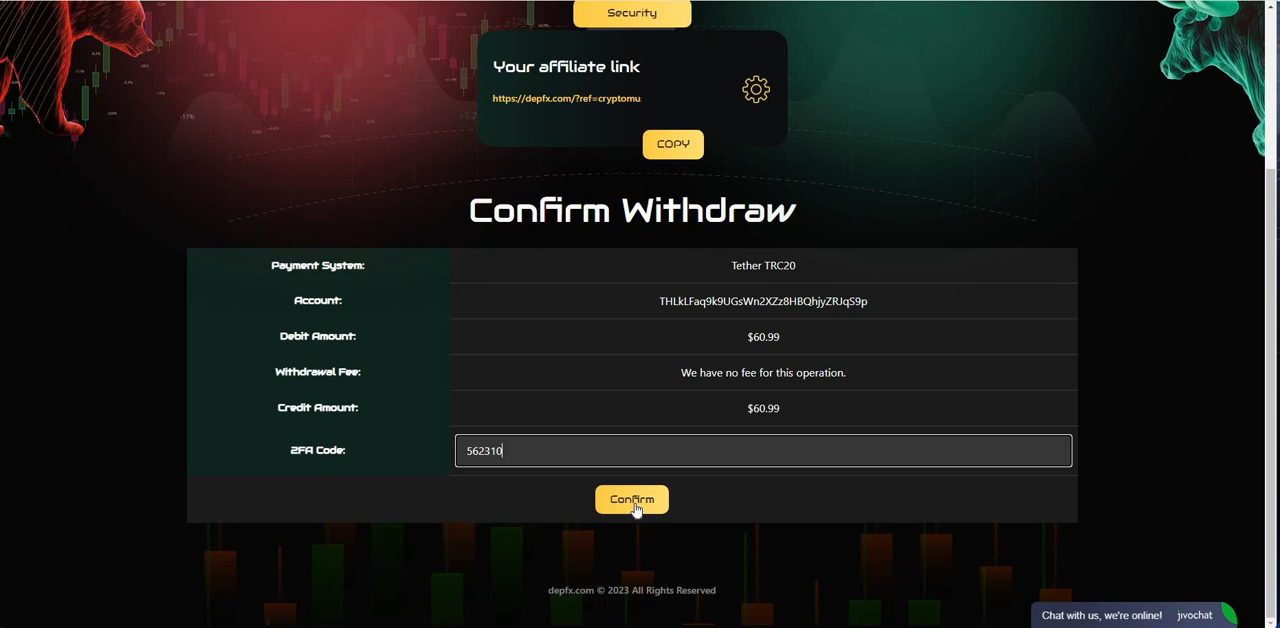 Security
Your affiliate link
https://depfx.com/?ref=cryptomu
COPY
Confirm Withdraw
Payment System: Tether TRC20
Account: THLkLFaq9k9UGsWn2XZz8HBQhjyZRJqS9p
Debit Amount: $60.99
Withdrawal Fee: We have no fee for this operation.
Credit Amount: $60.99
2FA Code: 562310
Confirm
depfx.com © 2023 All Rights Reserved
Chat with us, we're online! jivochat